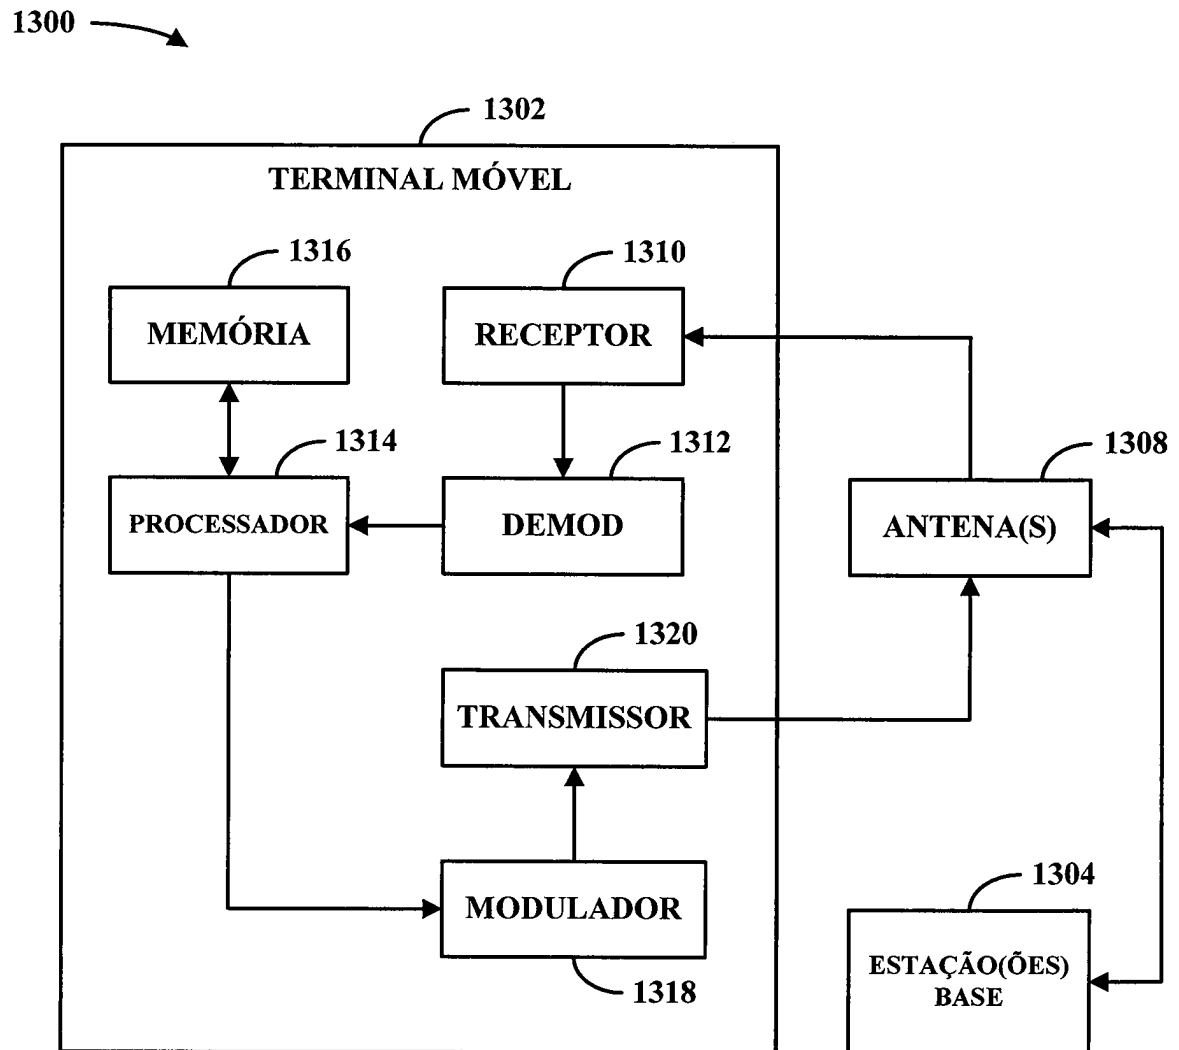 1300
1302
TERMINAL MÓVEL
1316
1310
MEMÓRIA
RECEPTOR
1314
1312
1308
PROCESSADOR
DEMOD
ANTENA(S)
1320
TRANSMISSOR
1304
MODULADOR
ESTAÇÃO(ÕES)
BASE
1318